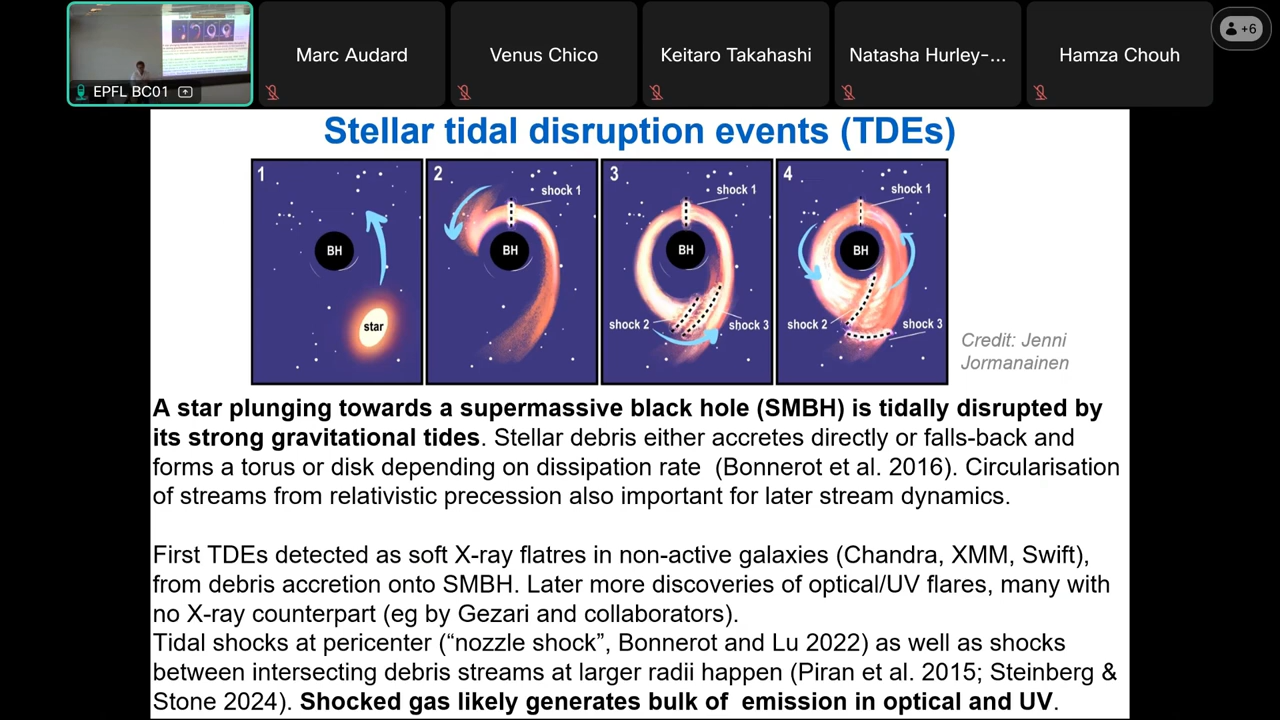 EPFL BC01
Marc Audard
Venus Chico
Keitaro Takahashi
Natasha Hurley-...
Hamza Chouh
+6
Stellar tidal disruption events (TDEs)
1
BH
star
2
shock 1
BH
3
shock 1
BH
shock 2
shock 3
4
shock 1
BH
shock 2
shock 3
Credit: Jenni
Jormanainen
A star plunging towards a supermassive black hole (SMBH) is tidally disrupted by
its strong gravitational tides. Stellar debris either accretes directly or falls-back and
forms a torus or disk depending on dissipation rate (Bonnerot et al. 2016). Circularisation
of streams from relativistic precession also important for later stream dynamics.
First TDEs detected as soft X-ray flatres in non-active galaxies (Chandra, XMM, Swift),
from debris accretion onto SMBH. Later more discoveries of optical/UV flares, many with
no X-ray counterpart (eg by Gezari and collaborators).
Tidal shocks at pericenter (“nozzle shock”, Bonnerot and Lu 2022) as well as shocks
between intersecting debris streams at larger radii happen (Piran et al. 2015; Steinberg &
Stone 2024). Shocked gas likely generates bulk of emission in optical and UV.